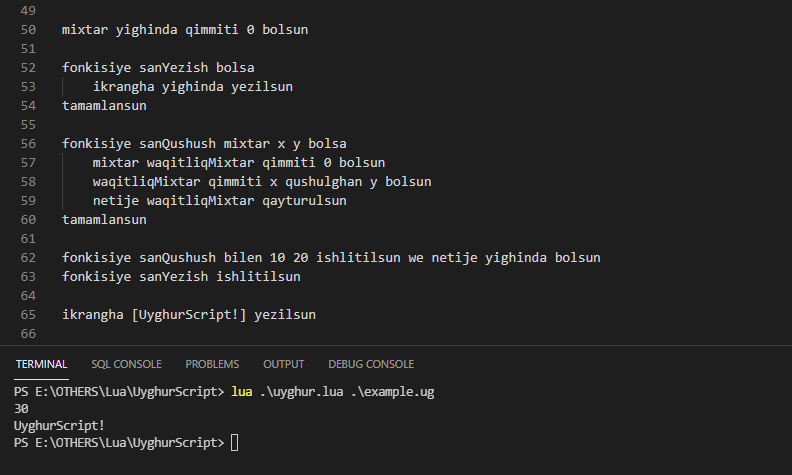 49
50 mixtar yighinda qimmiti 0 bolsun
51
52 fonkisiye sanYezish bolsa
53 ikrangha yighinda yezilsun
54 tamamlansun
55
56 fonkisiye sanQushush mixtar x y bolsa
57 mixtar waqitliqMixtar qimmiti 0 bolsun
58 waqitliqMixtar qimmiti x qushulghan y bolsun
59 netije waqitliqMixtar qayturulsun
60 tamamlansun
61
62 fonkisiye sanQushush bilen 10 20 ishlitilsun we netije yighinda bolsun
63 fonkisiye sanYezish ishlitilsun
64
65 ikrangha [UyghurScript!] yezilsun
66
TERMINAL SQL CONSOLE PROBLEMS OUTPUT DEBUG CONSOLE
PS E:\OTHERS\Lua\UyghurScript> lua .\uyghur.lua .\example.ug
30
UyghurScript!
PS E:\OTHERS\Lua\UyghurScript>